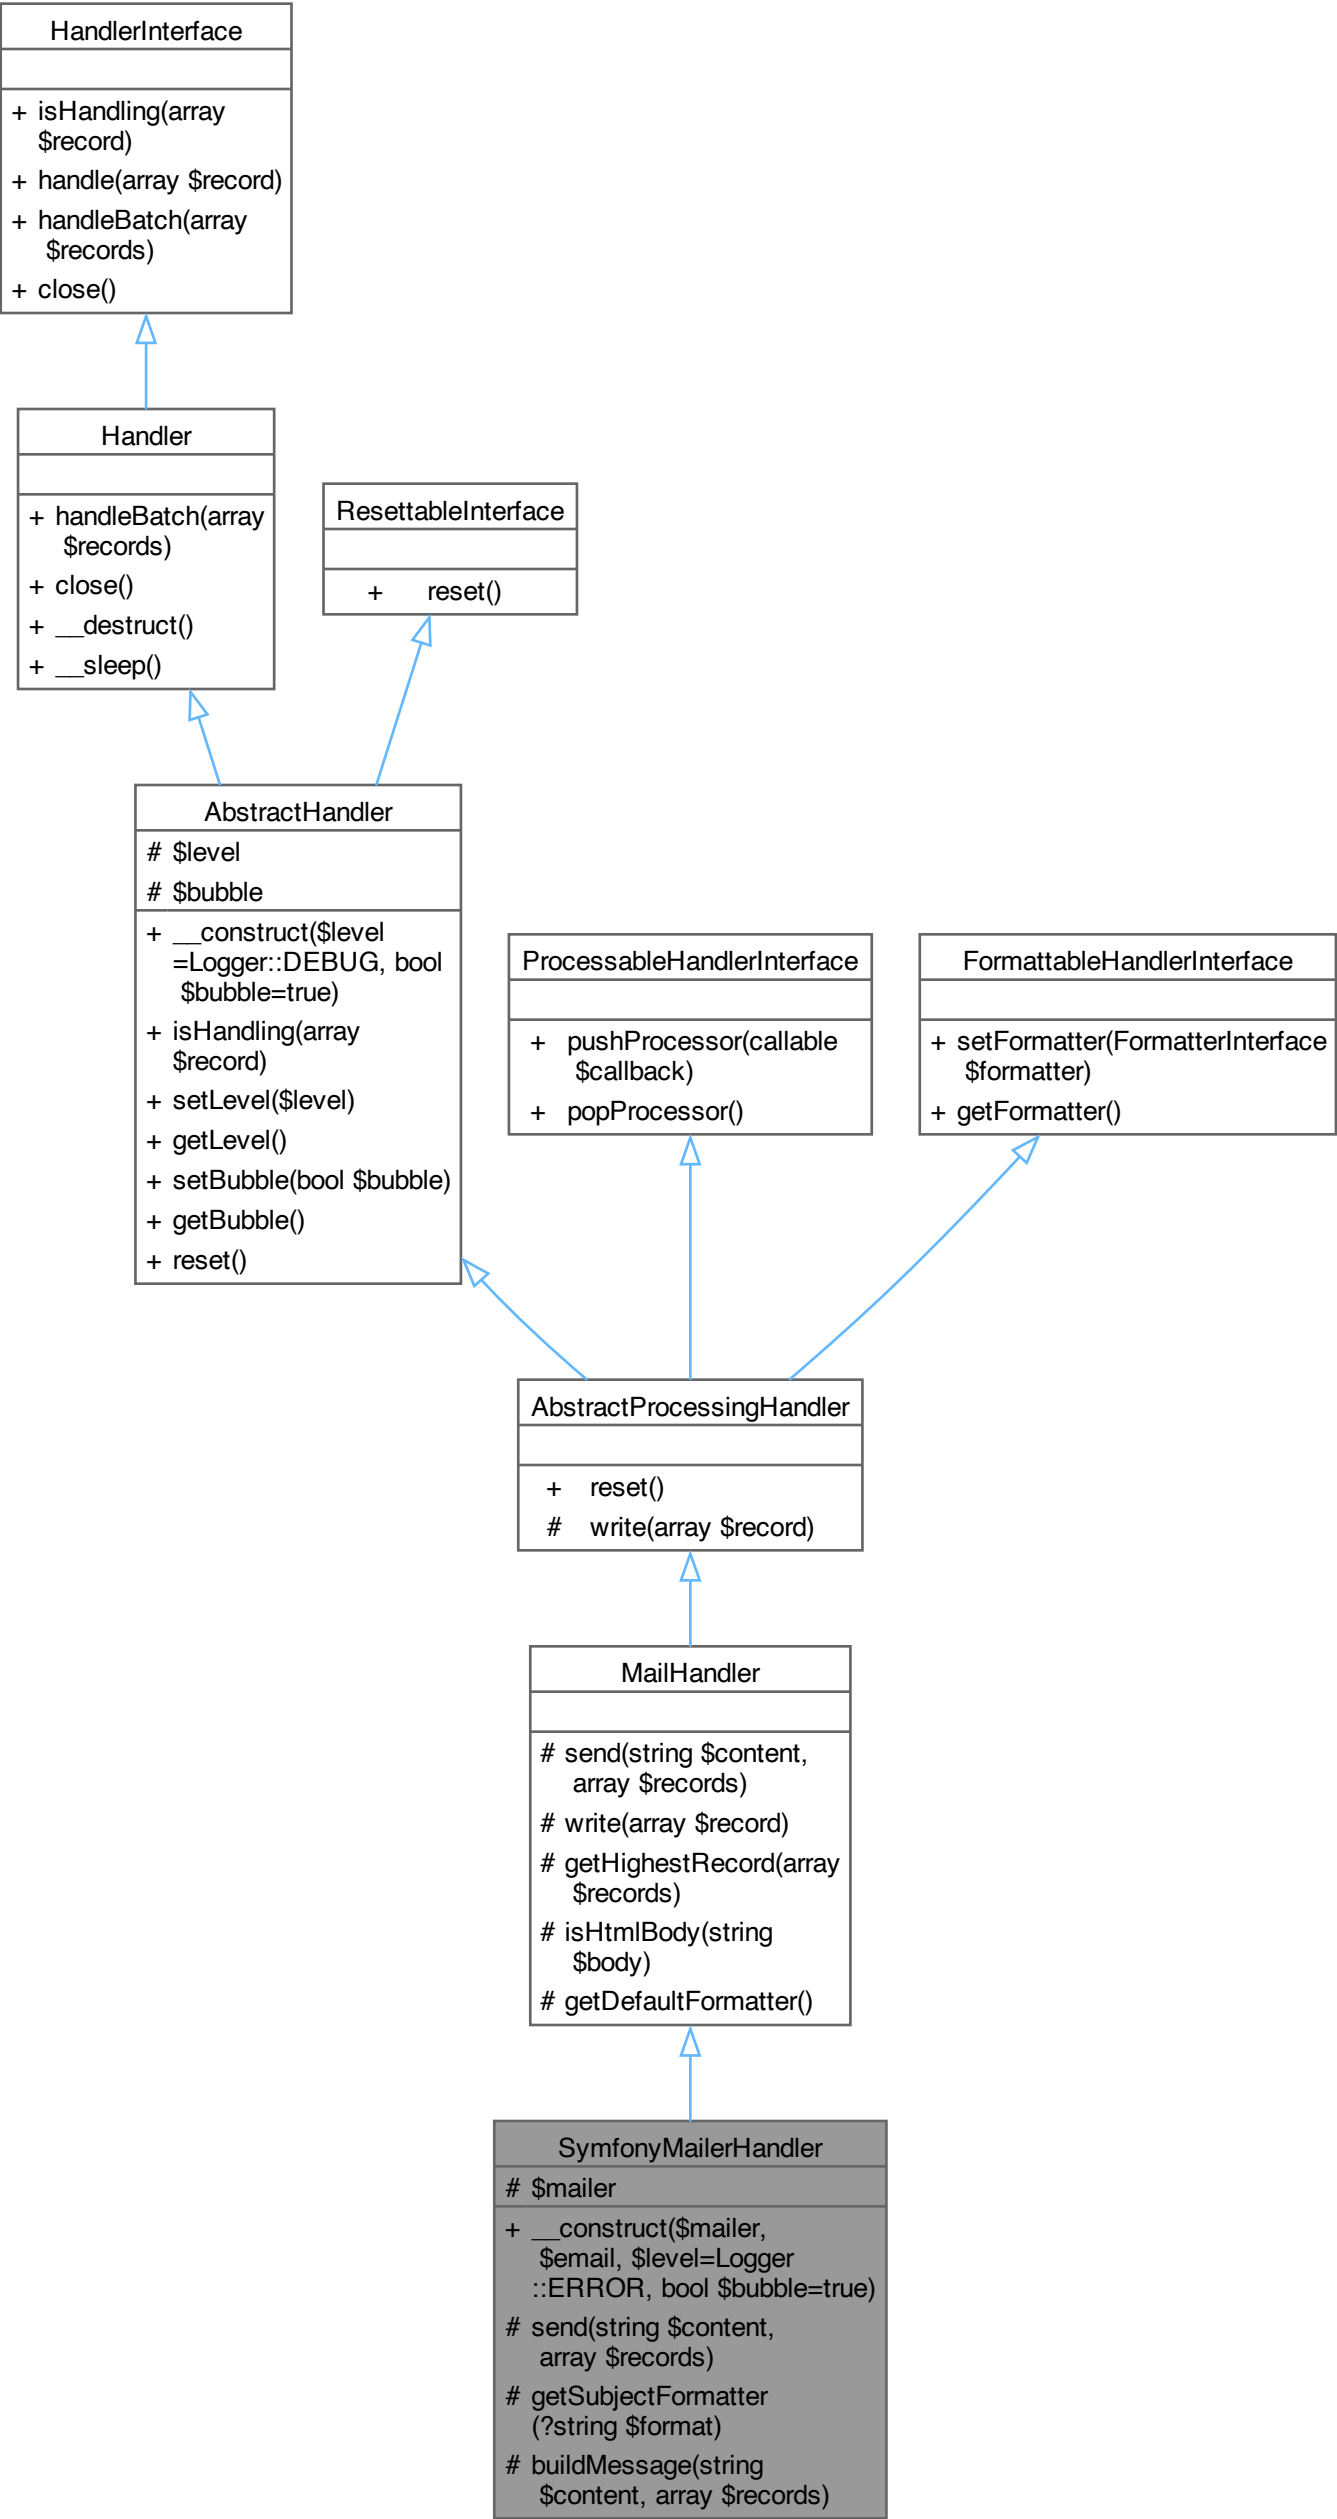 HandlerInterface
+ isHandling(array
$record)
+ handle(array $record)
+ handleBatch(array
$records)
+ close()
Handler
+ handleBatch(array
$records)
+ close()
+ __destruct()
+ __sleep()
ResettableInterface
+ reset()
AbstractHandler
# $level
# $bubble
+ __construct($level
=Logger::DEBUG, bool
$bubble=true)
+ isHandling(array
$record)
+ setLevel($level)
+ getLevel()
+ setBubble(bool $bubble)
+ getBubble()
+ reset()
ProcessableHandlerInterface
+ pushProcessor(callable
$callback)
+ popProcessor()
FormattableHandlerInterface
+ setFormatter(FormatterInterface
$formatter)
+ getFormatter()
AbstractProcessingHandler
+ reset()
# write(array $record)
MailHandler
# send(string $content,
array $records)
# write(array $record)
# getHighestRecord(array
$records)
# isHtmlBody(string
$body)
# getDefaultFormatter()
SymfonyMailerHandler
# $mailer
+ __construct($mailer,
$email, $level=Logger
::ERROR, bool $bubble=true)
# send(string $content,
array $records)
# getSubjectFormatter
(?string $format)
# buildMessage(string
$content, array $records)